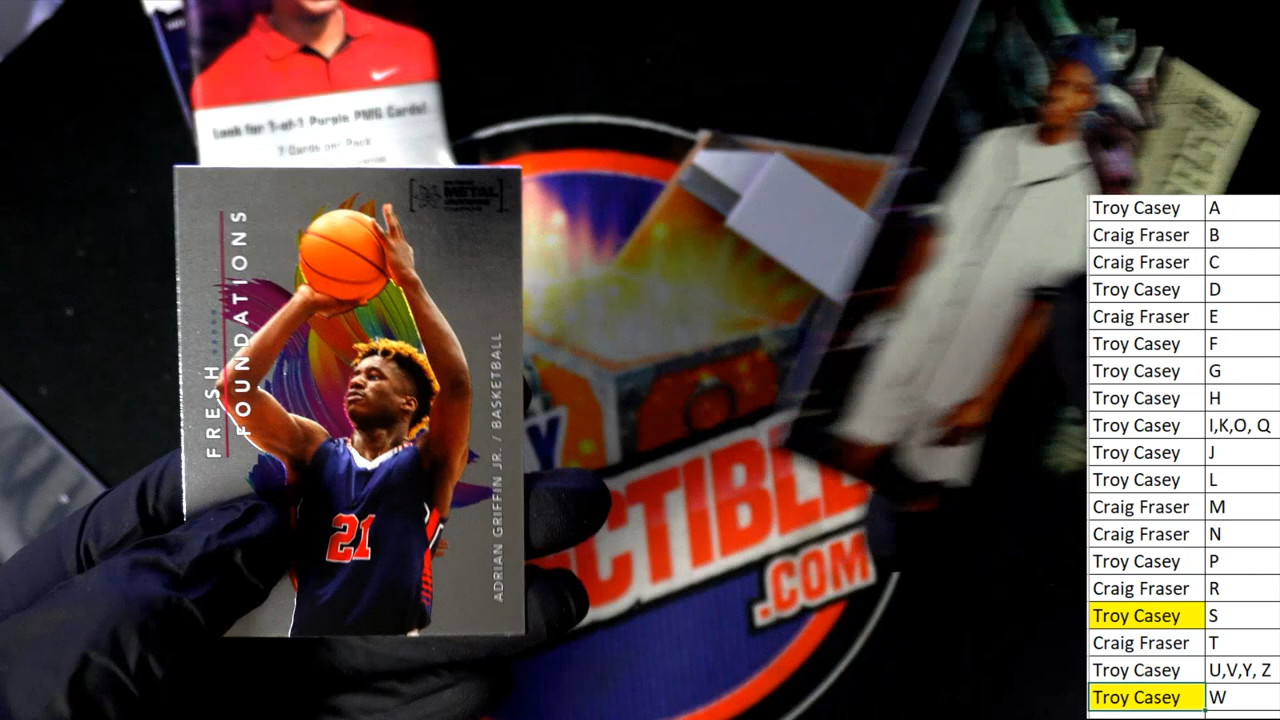 Look for 1-of-1 Purple PMG Cards!
7 Cards per Pack
METAL
UNIVERSE
FRESH
FOUNDATIONS
ADRIAN GRIFFIN JR. / BASKETBALL
21
CTIBLE
.COM
Troy Casey A
Craig Fraser B
Craig Fraser C
Troy Casey D
Craig Fraser E
Troy Casey F
Troy Casey G
Troy Casey H
Troy Casey I,K,O, Q
Troy Casey J
Troy Casey L
Craig Fraser M
Craig Fraser N
Troy Casey P
Craig Fraser R
Troy Casey S
Craig Fraser T
Troy Casey U,V,Y, Z
Troy Casey W